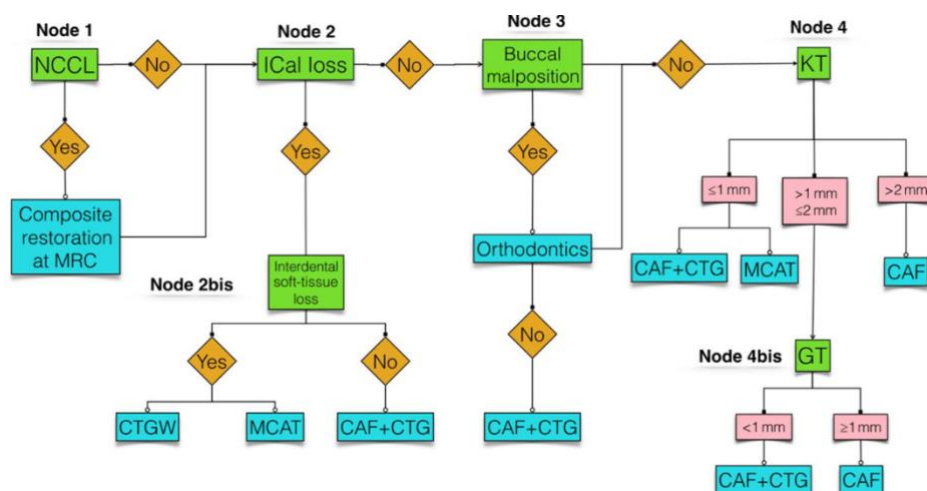 Node 1
NCCL
No
Yes
Composite
restoration
at MRC
Node 2
ICal loss
No
Yes
Node 2bis
Interdental
soft-tissue
loss
Yes
No
CTGW
MCAT
CAF+CTG
Node 3
Buccal
malposition
No
Yes
Orthodontics
No
CAF+CTG
Node 4
KT
≤1 mm
>1 mm
≤2 mm
>2 mm
CAF+CTG
MCAT
CAF
Node 4bis
GT
<1 mm
≥1 mm
CAF+CTG
CAF